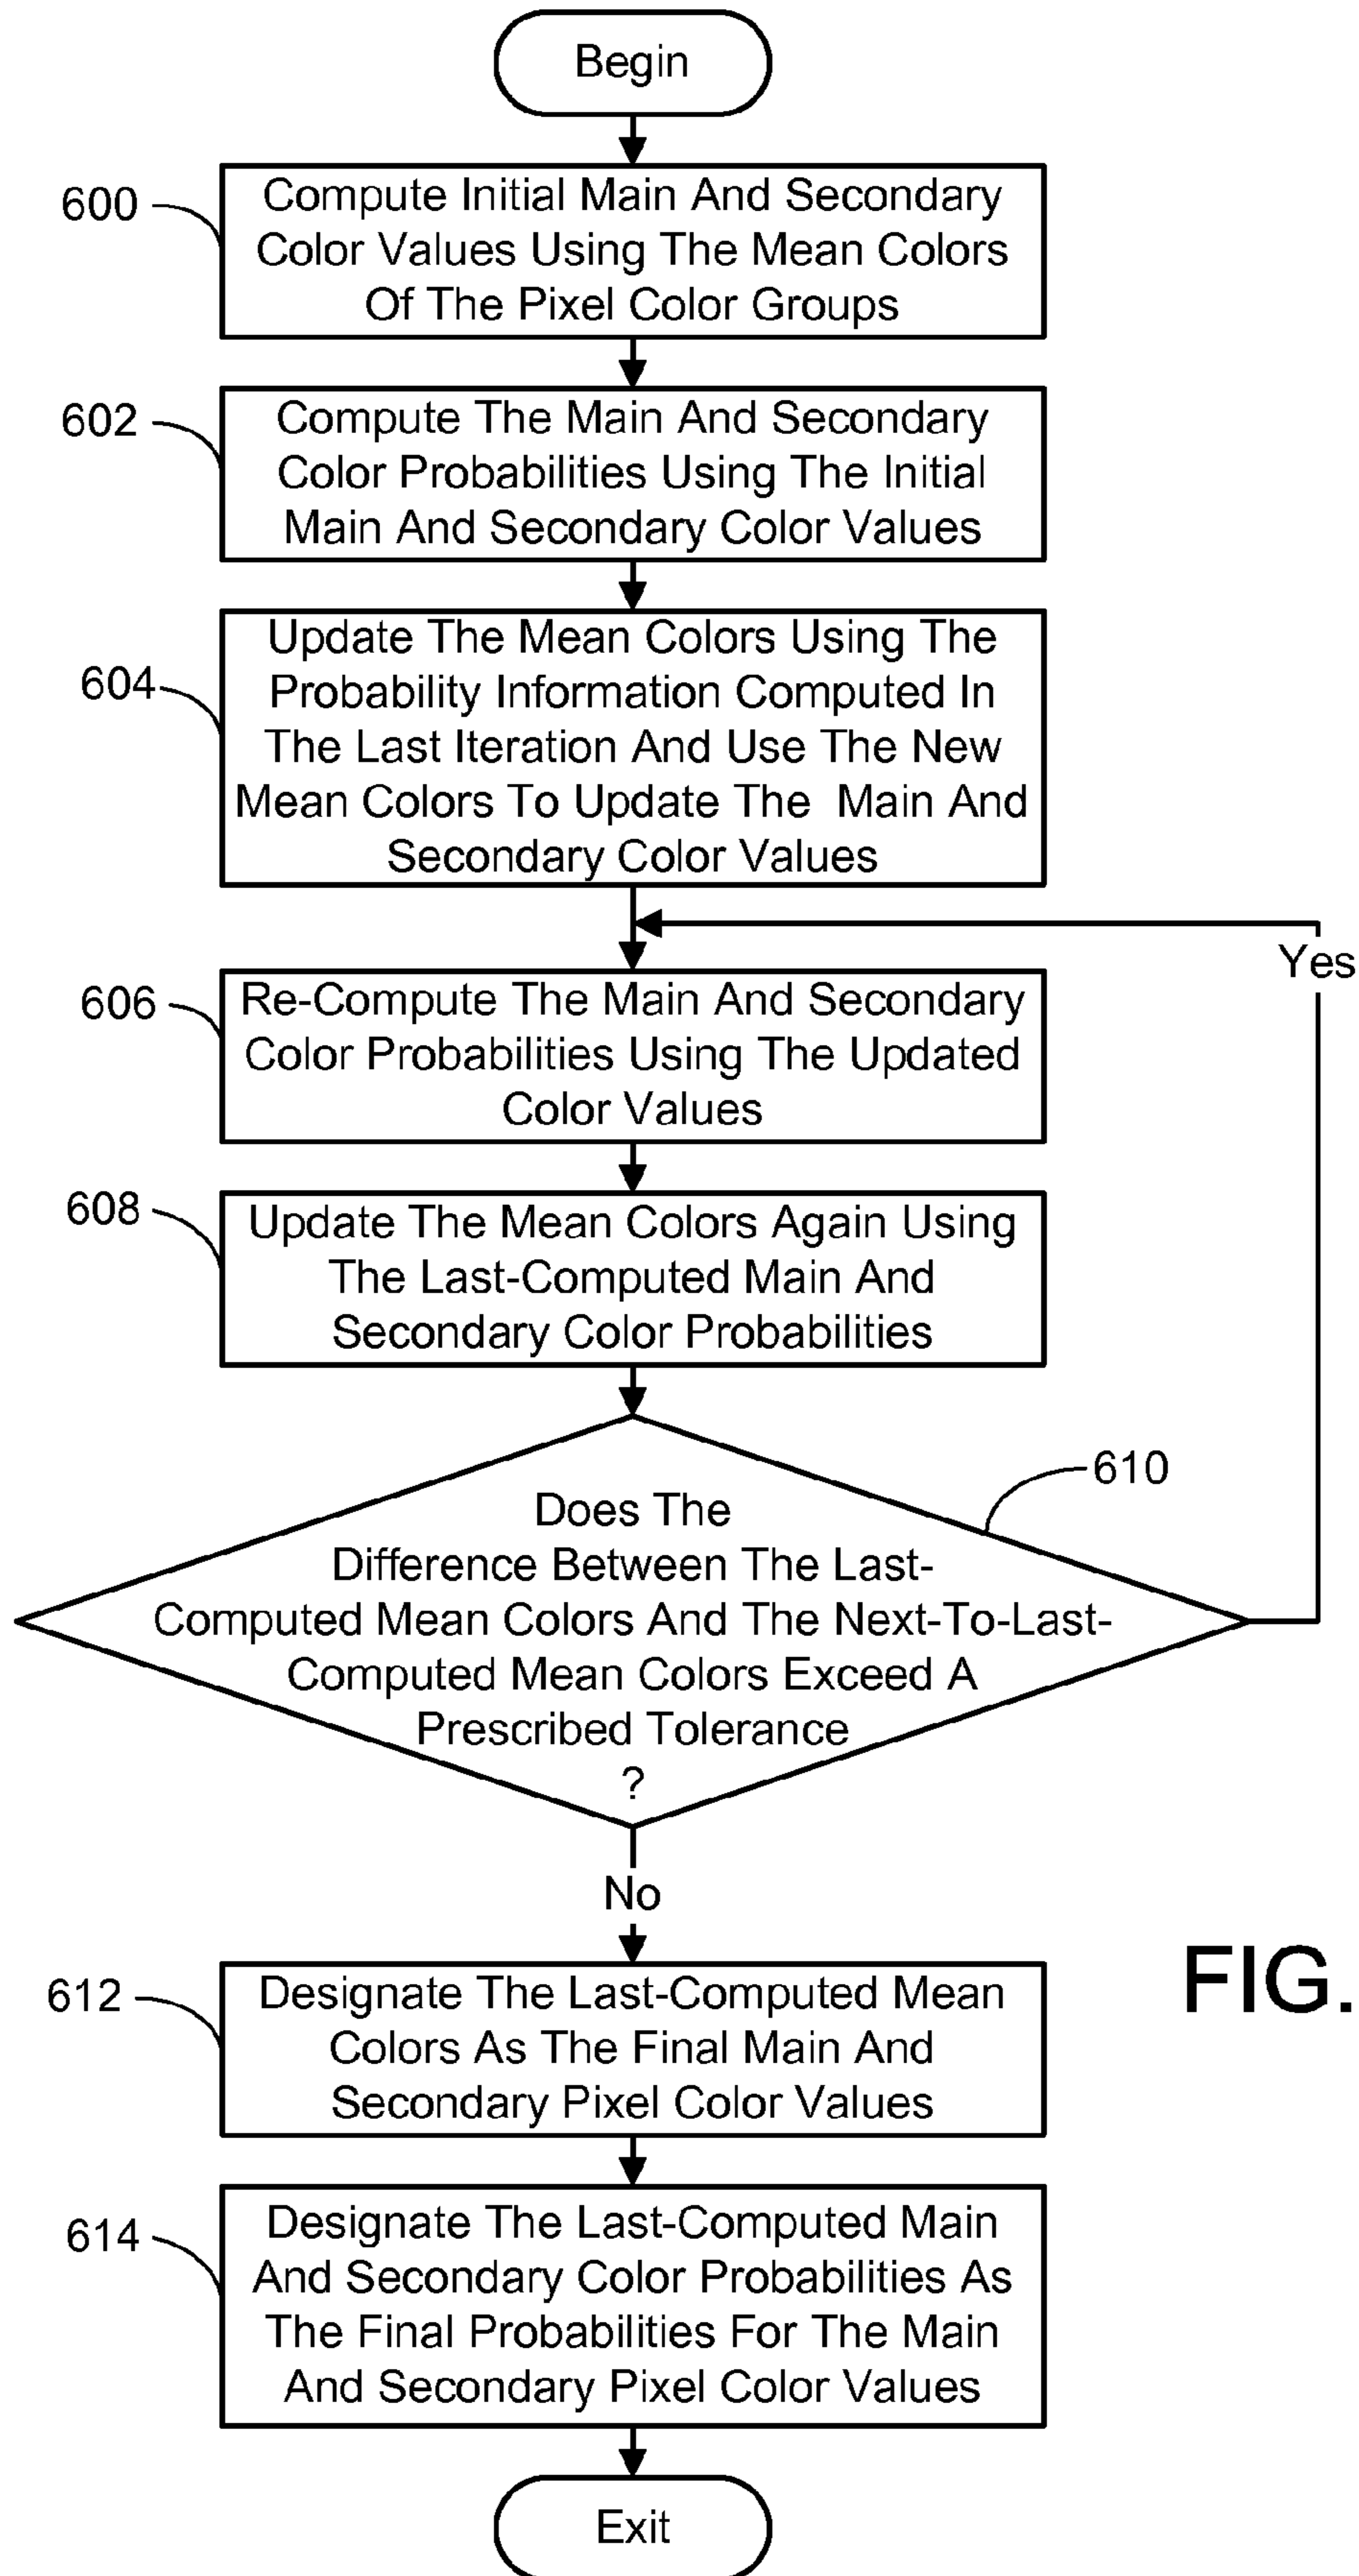 Begin
600
Compute Initial Main And Secondary
Color Values Using The Mean Colors
Of The Pixel Color Groups
602
Compute The Main And Secondary
Color Probabilities Using The Initial
Main And Secondary Color Values
604
Update The Mean Colors Using The
Probability Information Computed In
The Last Iteration And Use The New
Mean Colors To Update The Main And
Secondary Color Values
Yes
606
Re-Compute The Main And Secondary
Color Probabilities Using The Updated
Color Values
608
Update The Mean Colors Again Using
The Last-Computed Main And
Secondary Color Probabilities
610
Does The
Difference Between The Last-
Computed Mean Colors And The Next-To-Last-
Computed Mean Colors Exceed A
Prescribed Tolerance
?
No
612
Designate The Last-Computed Mean
Colors As The Final Main And
Secondary Pixel Color Values
FIG.
614
Designate The Last-Computed Main
And Secondary Color Probabilities As
The Final Probabilities For The Main
And Secondary Pixel Color Values
Exit